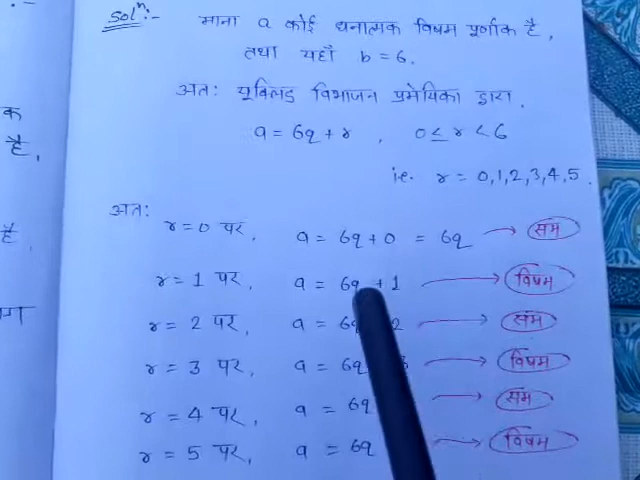 Solⁿ:- माना a कोई धनात्मक विषम पूर्णांक है,
तथा यहाँ b = 6.
अतः यूक्लिड विभाजन प्रमेयिका द्वारा,
a = 6q + r , 0 ≤ r < 6
i.e. r = 0,1,2,3,4,5.
अतः
r = 0 पर, a = 6q + 0 = 6q → सम
r = 1 पर, a = 6q + 1 → विषम
r = 2 पर, a = 6q 2 → सम
r = 3 पर, a = 6q → विषम
r = 4 पर, a = 6q → सम
r = 5 पर, a = 6q → विषम
क
है,
है